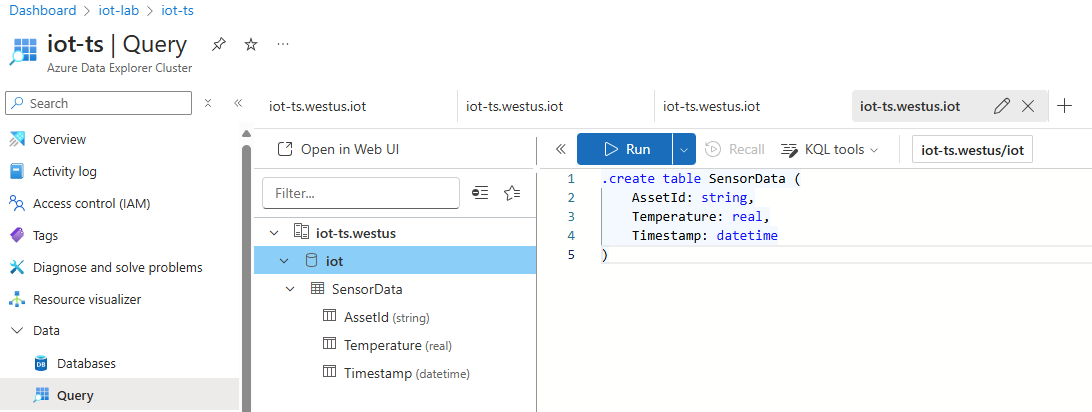 Dashboard > iot-lab > iot-ts
iot-ts | Query
Azure Data Explorer Cluster
Search
Overview
Activity log
Access control (IAM)
Tags
Diagnose and solve problems
Resource visualizer
Data
Databases
Query
iot-ts.westus.iot
iot-ts.westus.iot
iot-ts.westus.iot
iot-ts.westus.iot
Open in Web UI
Filter...
iot-ts.westus
iot
SensorData
AssetId (string)
Temperature (real)
Timestamp (datetime)
Run
Recall
KQL tools
iot-ts.westus/iot
1 .create table SensorData (
2 AssetId: string,
3 Temperature: real,
4 Timestamp: datetime
5 )